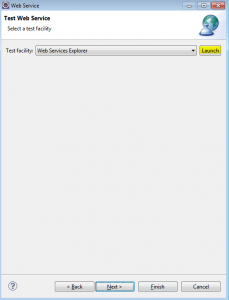 Web Service
Test Web Service
Select a test facility
Test facility: Web Services Explorer Launch
? < Back Next > Finish Cancel